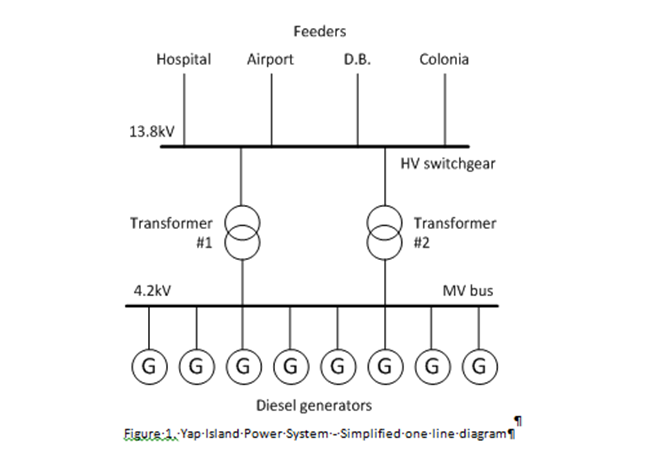 Feeders
Hospital Airport D.B. Colonia
13.8kV
HV switchgear
Transformer #1
Transformer #2
4.2kV MV bus
G G G G G G G G
Diesel generators
¶
Figure·1.·Yap·Island·Power·System·-·Simplified·one·line·diagram¶